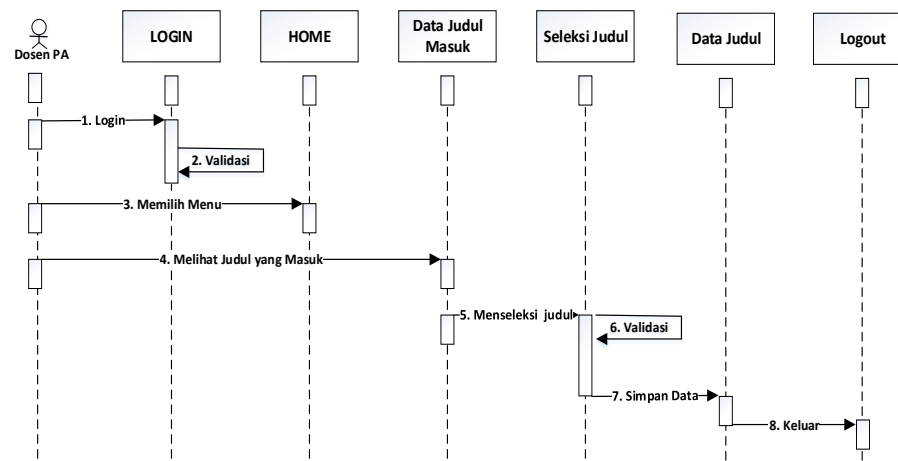 Dosen PA
LOGIN
HOME
Data Judul
Masuk
Seleksi Judul
Data Judul
Logout
1. Login
2. Validasi
3. Memilih Menu
4. Melihat Judul yang Masuk
5. Menseleksi judul
6. Validasi
7. Simpan Data
8. Keluar